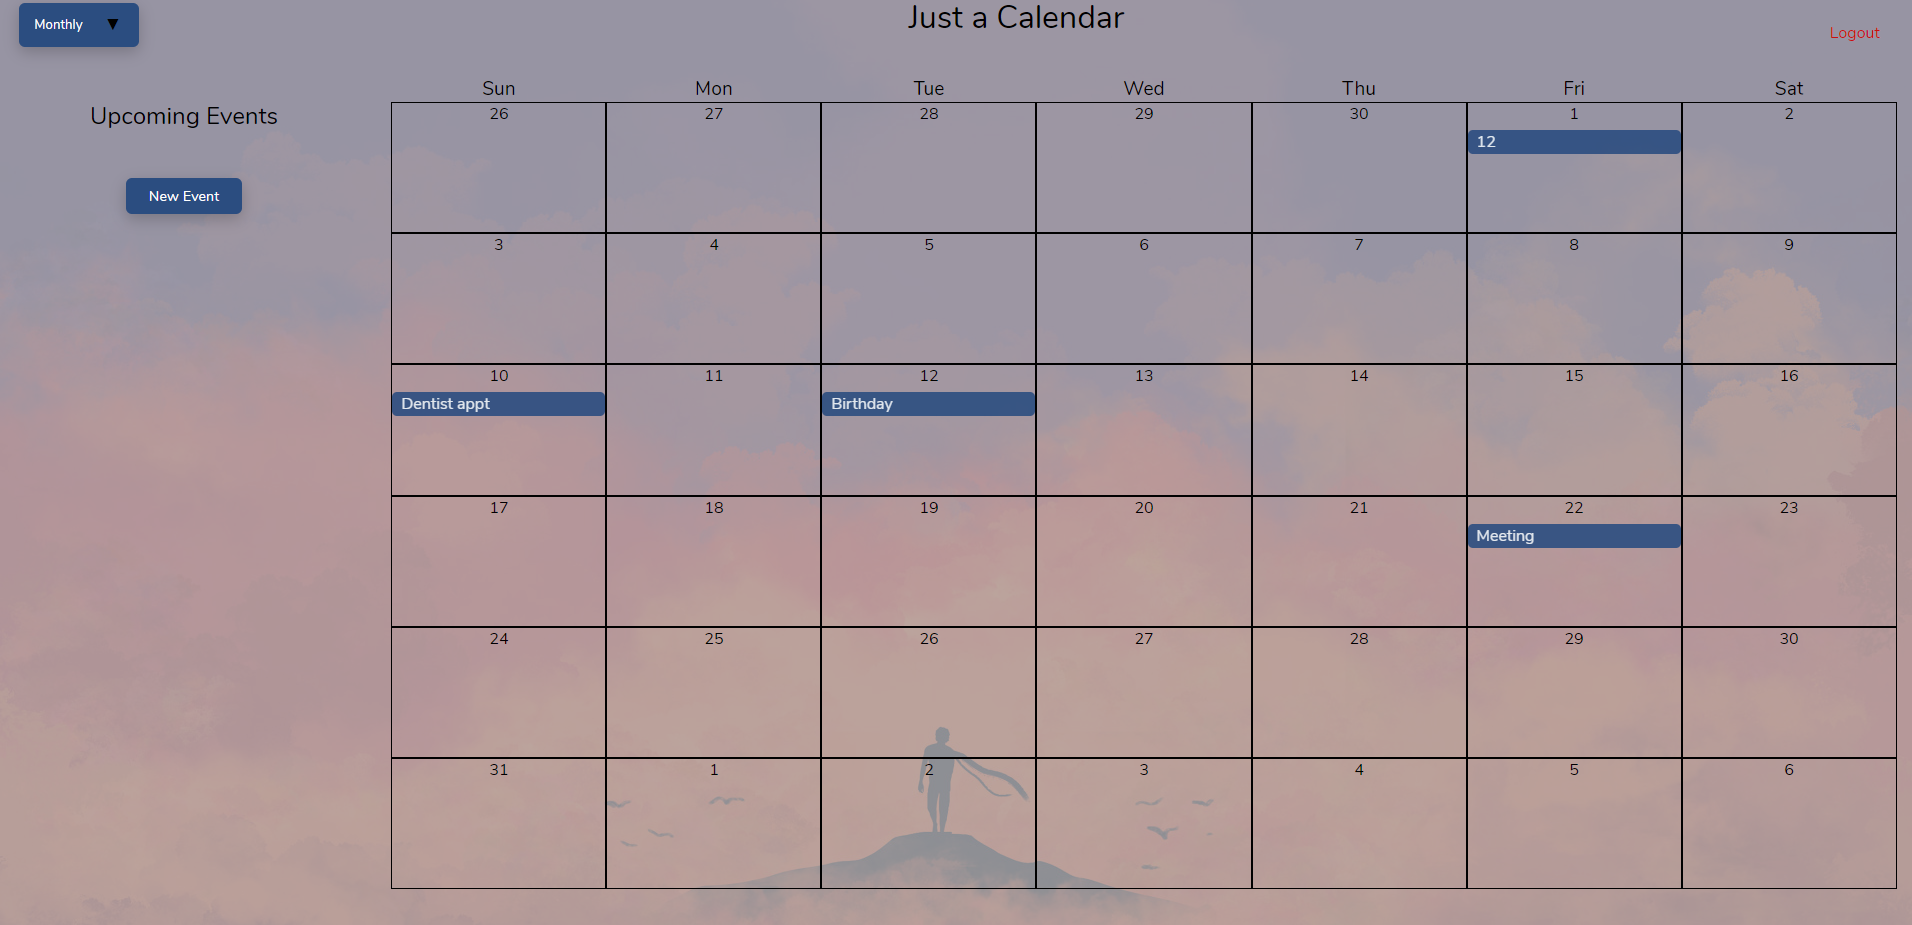 Monthly ▼
Just a Calendar
Logout
Upcoming Events
New Event
Sun Mon Tue Wed Thu Fri Sat
26 27 28 29 30 1 2
12
3 4 5 6 7 8 9
10 11 12 13 14 15 16
Dentist appt Birthday
17 18 19 20 21 22 23
Meeting
24 25 26 27 28 29 30
31 1 2 3 4 5 6